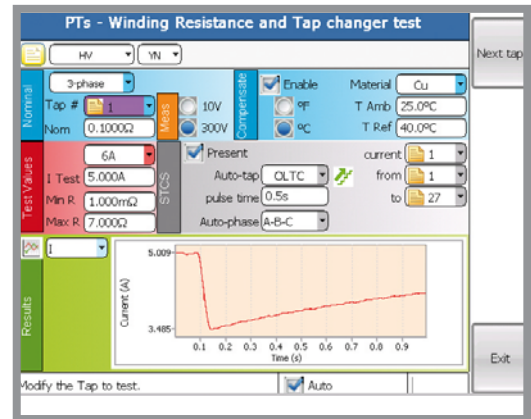 PTs - Winding Resistance and Tap changer test
HV YN
Next tap
Nominal
3-phase
Tap # 1
Nom 0.1000Ω
Meas
10V
300V
Compensate
Enable Material Cu
ºF T Amb 25.0ºC
ºC T Ref 40.0ºC
Test Values
6A
I Test 5.000A
Min R 1.000mΩ
Max R 7.000Ω
STCS
Present current 1
Auto-tap OLTC from 1
pulse time 0.5s to 27
Auto-phase A-B-C
Results
I
5.009
Current (A)
3.485
0.1 0.2 0.3 0.4 0.5 0.6 0.7 0.8 0.9
Time (s)
Exit
Modify the Tap to test.
Auto